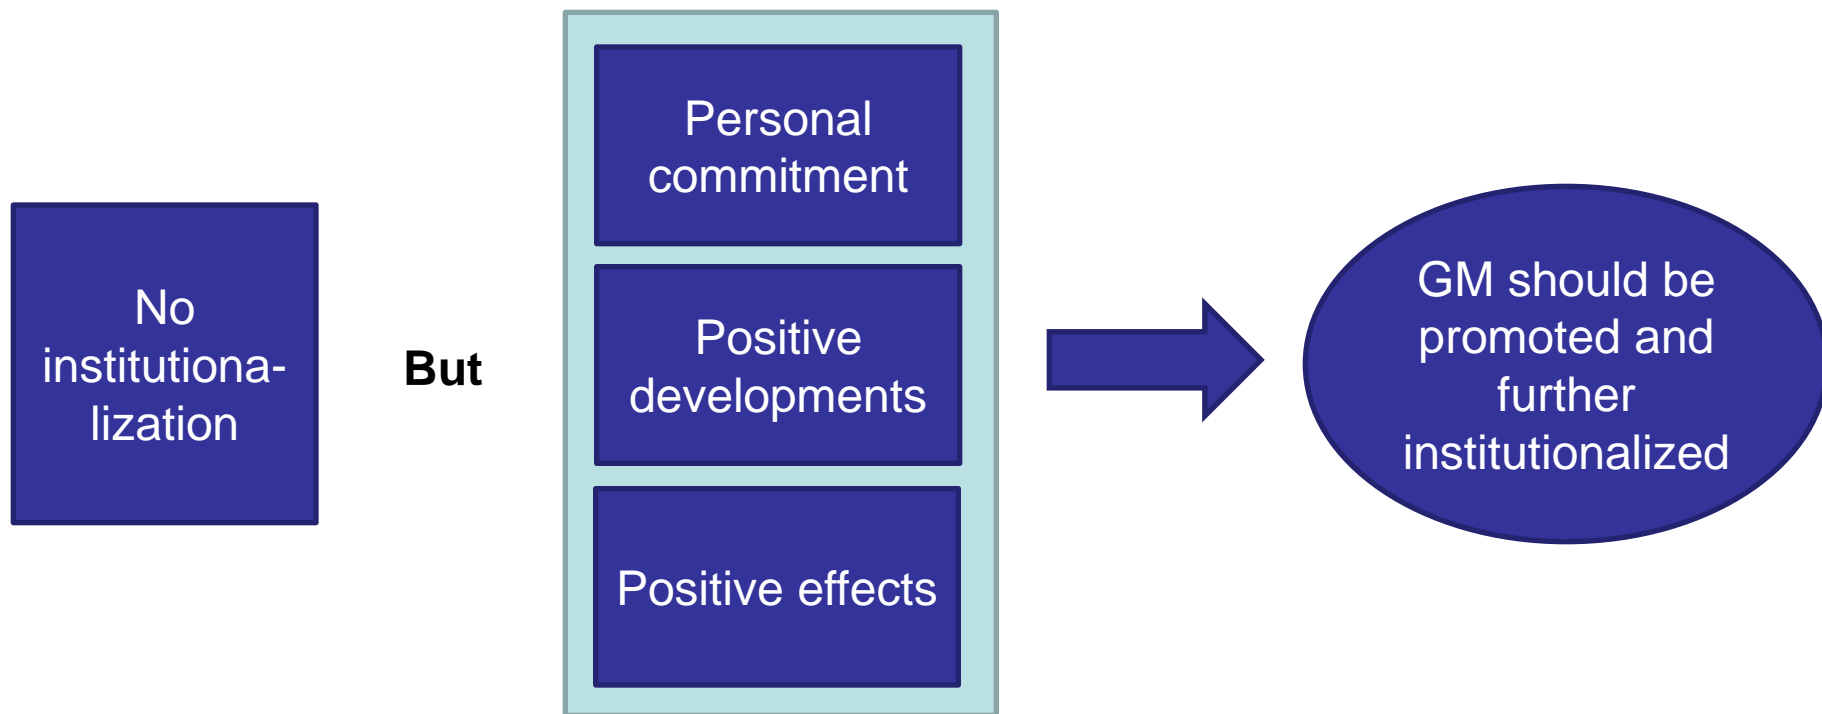 No
institutiona-
lization
But
Personal
commitment
Positive
developments
Positive effects
GM should be
promoted and
further
institutionalized